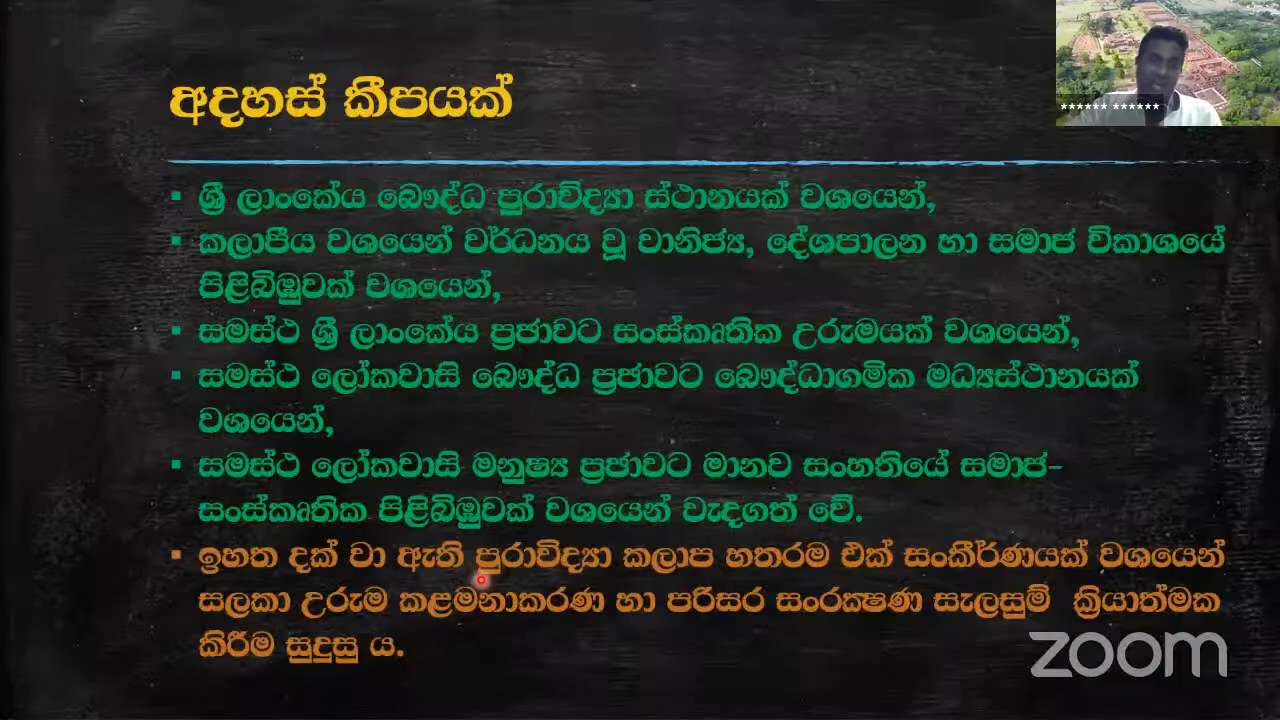 අදහස් කීපයක්
****** ******
▪ ශ්‍රී ලාංකේය බෞද්ධ පුරාවිද්‍යා ස්ථානයක් වශයෙන්,
▪ කලාපීය වශයෙන් වර්ධනය වූ වානිජ්‍ය, දේශපාලන හා සමාජ විකාශයේ
පිළිබිඹුවක් වශයෙන්,
▪ සමස්ථ ශ්‍රී ලාංකේය ප්‍රජාවට සංස්කෘතික උරුමයක් වශයෙන්,
▪ සමස්ථ ලෝකවාසි බෞද්ධ ප්‍රජාවට බෞද්ධාගමික මධ්‍යස්ථානයක්
වශයෙන්,
▪ සමස්ථ ලෝකවාසි මනුෂ්‍ය ප්‍රජාවට මානව සංහතියේ සමාජ-
සංස්කෘතික පිළිබිඹුවක් වශයෙන් වැදගත් වේ.
▪ ඉහත දක් වා ඇති පුරාවිද්‍යා කලාප හතරම එක් සංකීර්ණයක් වශයෙන්
සලකා උරුම කළමනාකරණ හා පරිසර සංරක්‍ෂණ සැලසුම් ක්‍රියාත්මක
කිරීම සුදුසු ය.
zoom